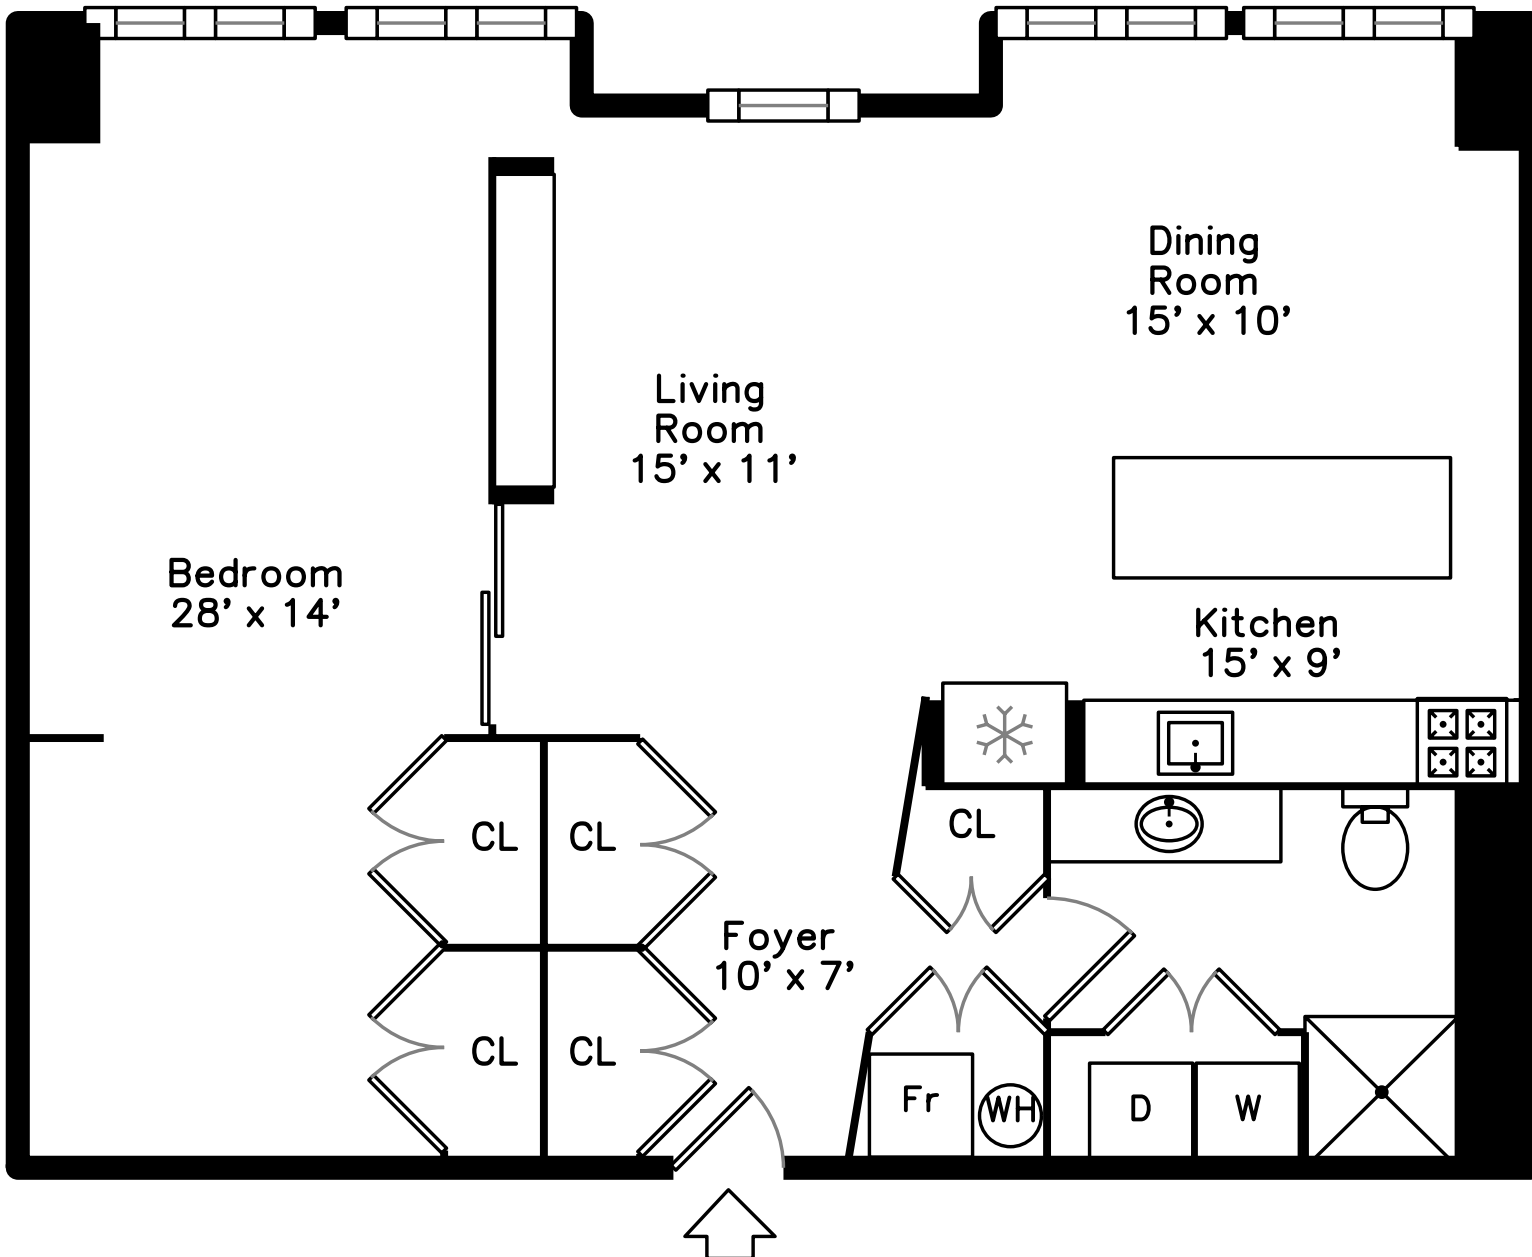 Dining
Room
15' x 10'
Living
Room
15' x 11'
Bedroom
28' x 14'
Kitchen
15' x 9'
CL
CL
CL
Foyer
10' x 7'
CL
CL
Fr
WH
D
W